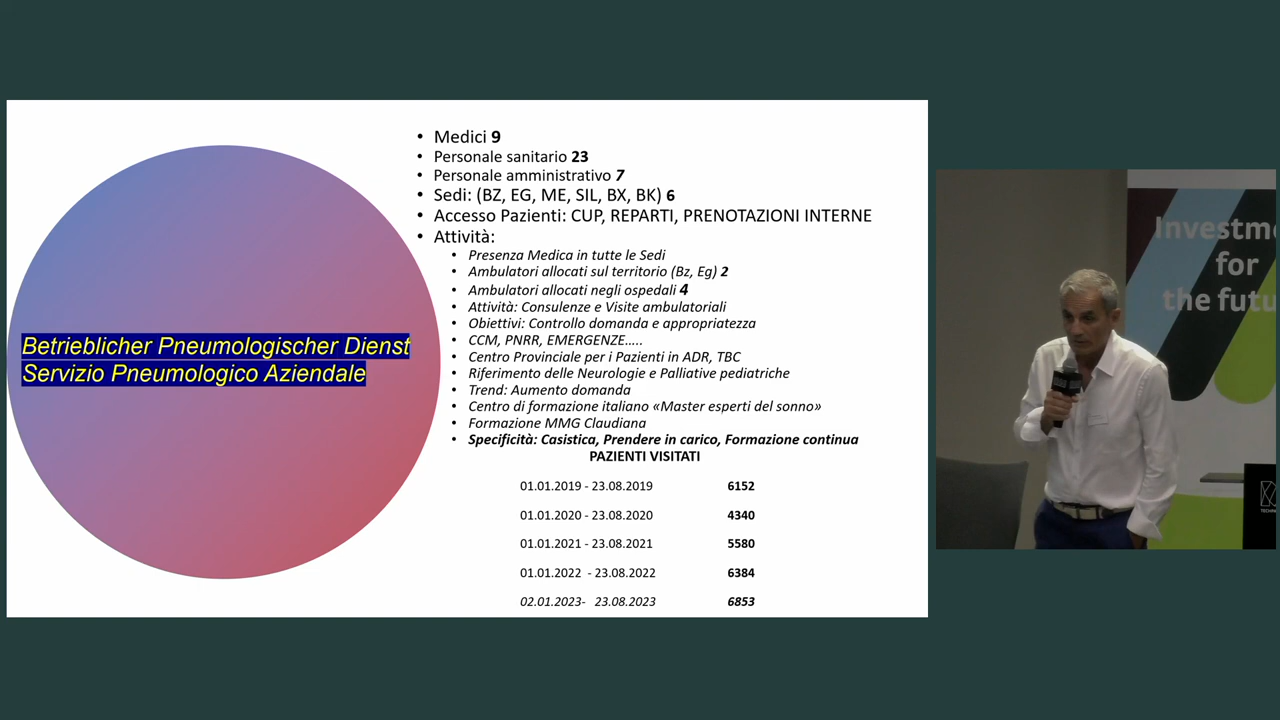 Betrieblicher Pneumologischer Dienst
Servizio Pneumologico Aziendale
• Medici 9
• Personale sanitario 23
• Personale amministrativo 7
• Sedi: (BZ, EG, ME, SIL, BX, BK) 6
• Accesso Pazienti: CUP, REPARTI, PRENOTAZIONI INTERNE
• Attività:
• Presenza Medica in tutte le Sedi
• Ambulatori allocati sul territorio (Bz, Eg) 2
• Ambulatori allocati negli ospedali 4
• Attività: Consulenze e Visite ambulatoriali
• Obiettivi: Controllo domanda e appropriatezza
• CCM, PNRR, EMERGENZE.....
• Centro Provinciale per i Pazienti in ADR, TBC
• Riferimento delle Neurologie e Palliative pediatriche
• Trend: Aumento domanda
• Centro di formazione italiano «Master esperti del sonno»
• Formazione MMG Claudiana
• Specificità: Casistica, Prendere in carico, Formazione continua
PAZIENTI VISITATI
01.01.2019 - 23.08.2019 6152
01.01.2020 - 23.08.2020 4340
01.01.2021 - 23.08.2021 5580
01.01.2022 - 23.08.2022 6384
02.01.2023- 23.08.2023 6853
Investme
for
the futu